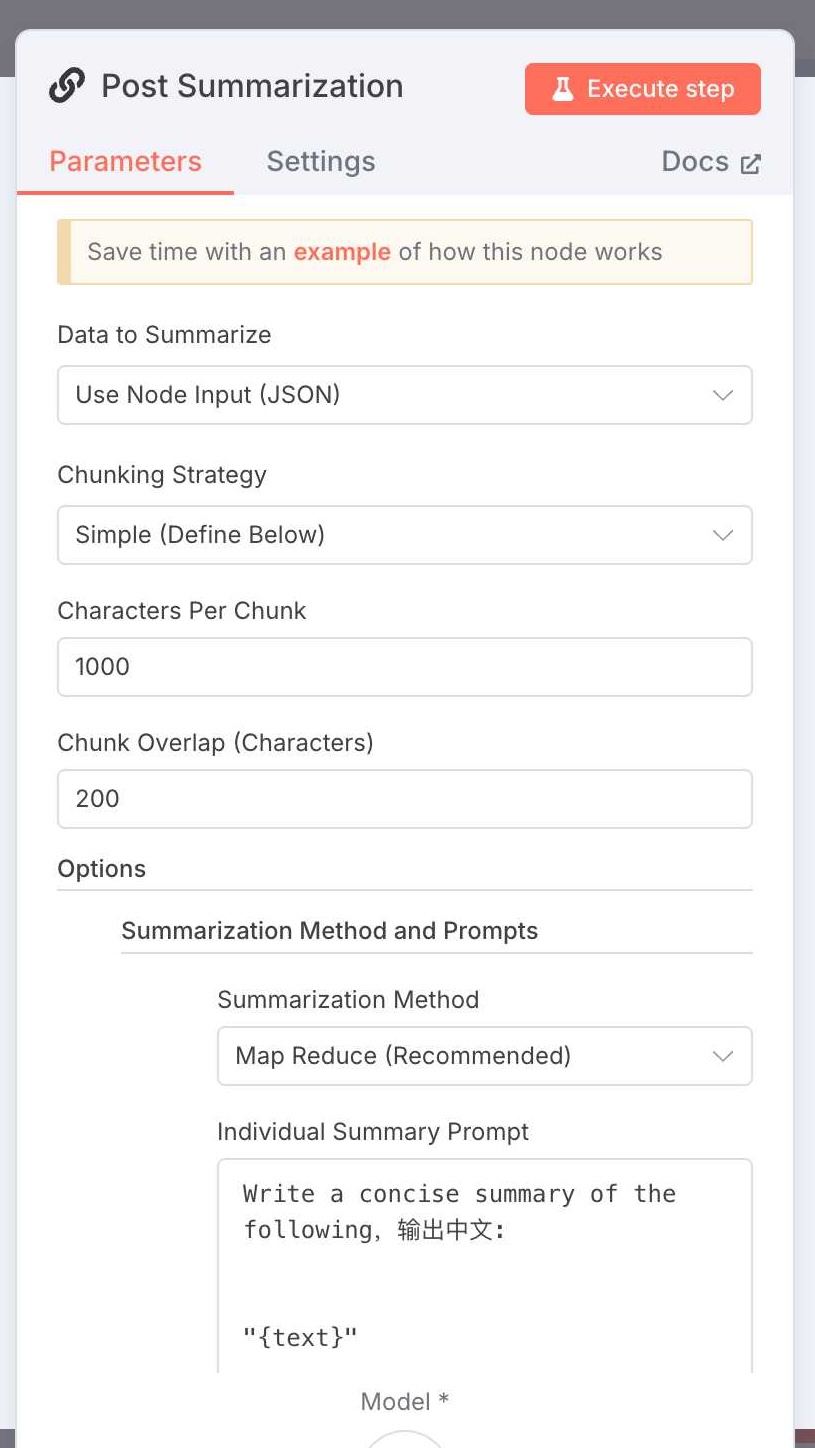 Post Summarization
Execute step
Parameters
Settings
Docs
Save time with an example of how this node works
Data to Summarize
Use Node Input (JSON)
Chunking Strategy
Simple (Define Below)
Characters Per Chunk
1000
Chunk Overlap (Characters)
200
Options
Summarization Method and Prompts
Summarization Method
Map Reduce (Recommended)
Individual Summary Prompt
Write a concise summary of the
following, 输出中文:
"{text}"
Model *